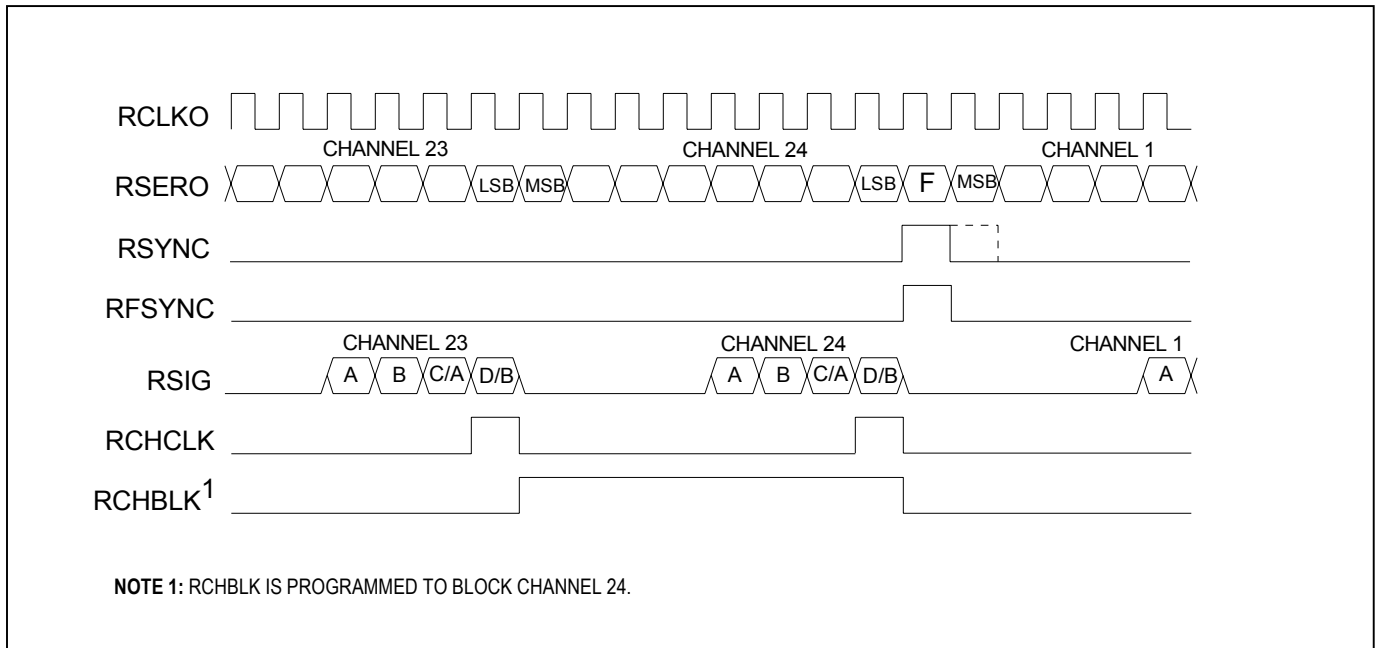 RCLKO
CHANNEL 23 CHANNEL 24 CHANNEL 1
RSERO LSB MSB LSB F MSB
RSYNC
RFSYNC
CHANNEL 23 CHANNEL 24 CHANNEL 1
RSIG A B C/A D/B A B C/A D/B A
RCHCLK
RCHBLK1
NOTE 1: RCHBLK IS PROGRAMMED TO BLOCK CHANNEL 24.